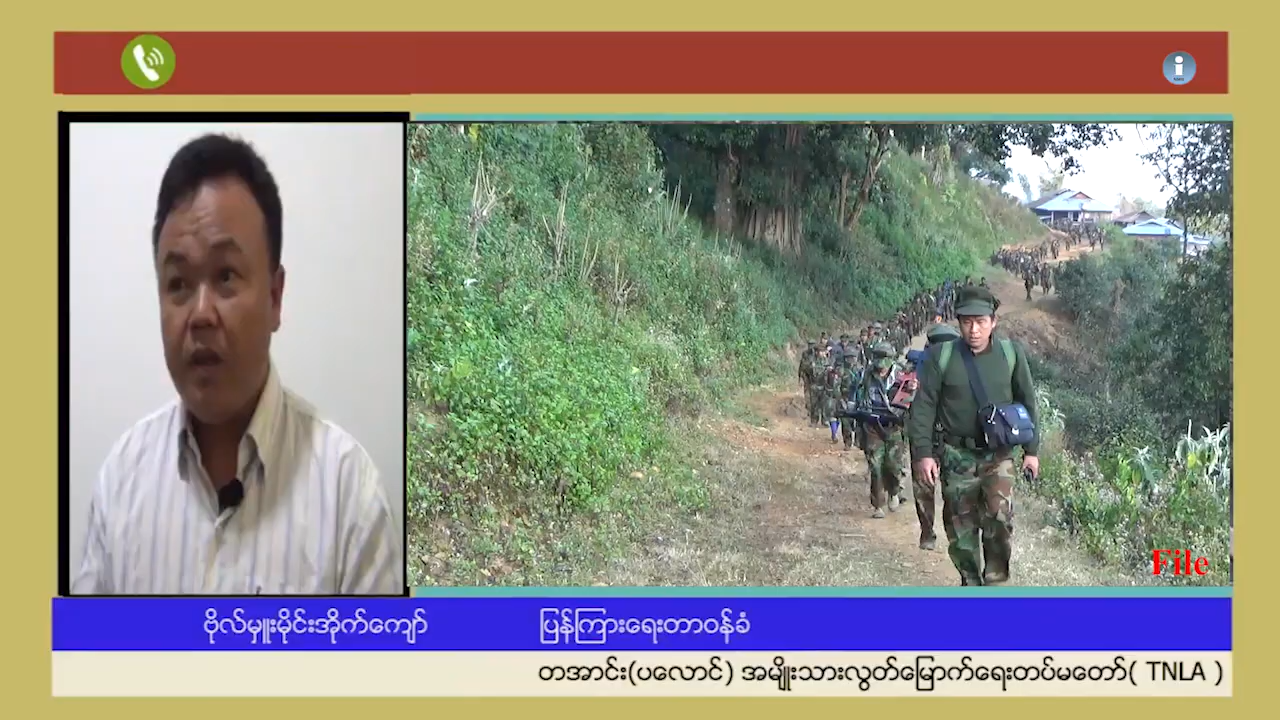 File
ဗိုလ်မှူးမိုင်းအိုက်ကျော် ပြန်ကြားရေးတာဝန်ခံ
တအာင်း(ပလောင်) အမျိုးသားလွတ်မြောက်ရေးတပ်မတော်( TNLA )